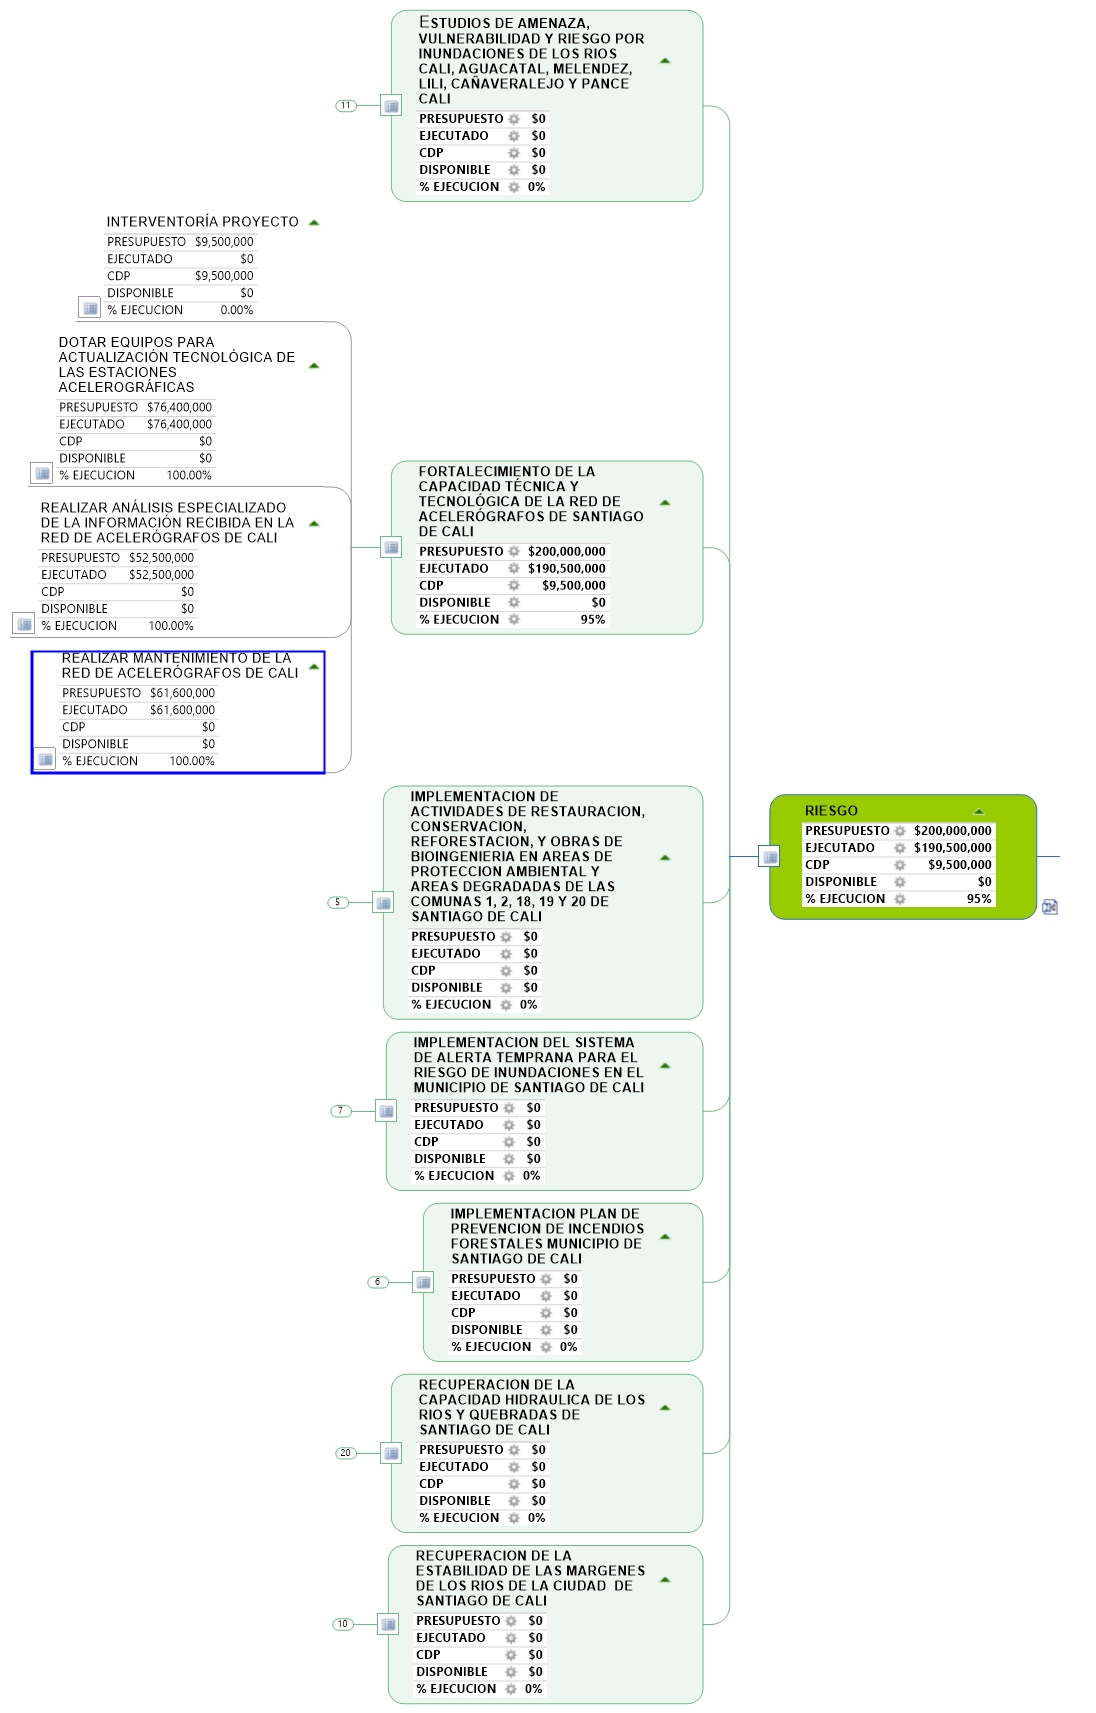 ESTUDIOS DE AMENAZA,
VULNERABILIDAD Y RIESGO POR
INUNDACIONES DE LOS RIOS
CALI, AGUACATAL, MELENDEZ,
LILI, CAÑAVERALEJO Y PANCE
CALI
11
PRESUPUESTO $0
EJECUTADO $0
CDP $0
DISPONIBLE $0
% EJECUCION 0%
INTERVENTORÍA PROYECTO
PRESUPUESTO $9,500,000
EJECUTADO $0
CDP $9,500,000
DISPONIBLE $0
% EJECUCION 0.00%
DOTAR EQUIPOS PARA
ACTUALIZACIÓN TECNOLÓGICA DE
LAS ESTACIONES
ACELEROGRÁFICAS
PRESUPUESTO $76,400,000
EJECUTADO $76,400,000
CDP $0
DISPONIBLE $0
% EJECUCION 100.00%
REALIZAR ANÁLISIS ESPECIALIZADO
DE LA INFORMACIÓN RECIBIDA EN LA
RED DE ACELERÓGRAFOS DE CALI
PRESUPUESTO $52,500,000
EJECUTADO $52,500,000
CDP $0
DISPONIBLE $0
% EJECUCION 100.00%
REALIZAR MANTENIMIENTO DE LA
RED DE ACELERÓGRAFOS DE CALI
PRESUPUESTO $61,600,000
EJECUTADO $61,600,000
CDP $0
DISPONIBLE $0
% EJECUCION 100.00%
FORTALECIMIENTO DE LA
CAPACIDAD TÉCNICA Y
TECNOLÓGICA DE LA RED DE
ACELERÓGRAFOS DE SANTIAGO
DE CALI
PRESUPUESTO $200,000,000
EJECUTADO $190,500,000
CDP $9,500,000
DISPONIBLE $0
% EJECUCION 95%
IMPLEMENTACION DE
ACTIVIDADES DE RESTAURACION,
CONSERVACION,
REFORESTACION, Y OBRAS DE
BIOINGENIERIA EN AREAS DE
PROTECCION AMBIENTAL Y
AREAS DEGRADADAS DE LAS
COMUNAS 1, 2, 18, 19 Y 20 DE
SANTIAGO DE CALI
5
PRESUPUESTO $0
EJECUTADO $0
CDP $0
DISPONIBLE $0
% EJECUCION 0%
RIESGO
PRESUPUESTO $200,000,000
EJECUTADO $190,500,000
CDP $9,500,000
DISPONIBLE $0
% EJECUCION 95%
IMPLEMENTACION DEL SISTEMA
DE ALERTA TEMPRANA PARA EL
RIESGO DE INUNDACIONES EN EL
MUNICIPIO DE SANTIAGO DE CALI
7
PRESUPUESTO $0
EJECUTADO $0
CDP $0
DISPONIBLE $0
% EJECUCION 0%
IMPLEMENTACION PLAN DE
PREVENCION DE INCENDIOS
FORESTALES MUNICIPIO DE
SANTIAGO DE CALI
6
PRESUPUESTO $0
EJECUTADO $0
CDP $0
DISPONIBLE $0
% EJECUCION 0%
RECUPERACION DE LA
CAPACIDAD HIDRAULICA DE LOS
RIOS Y QUEBRADAS DE
SANTIAGO DE CALI
20
PRESUPUESTO $0
EJECUTADO $0
CDP $0
DISPONIBLE $0
% EJECUCION 0%
RECUPERACION DE LA
ESTABILIDAD DE LAS MARGENES
DE LOS RIOS DE LA CIUDAD DE
SANTIAGO DE CALI
10
PRESUPUESTO $0
EJECUTADO $0
CDP $0
DISPONIBLE $0
% EJECUCION 0%